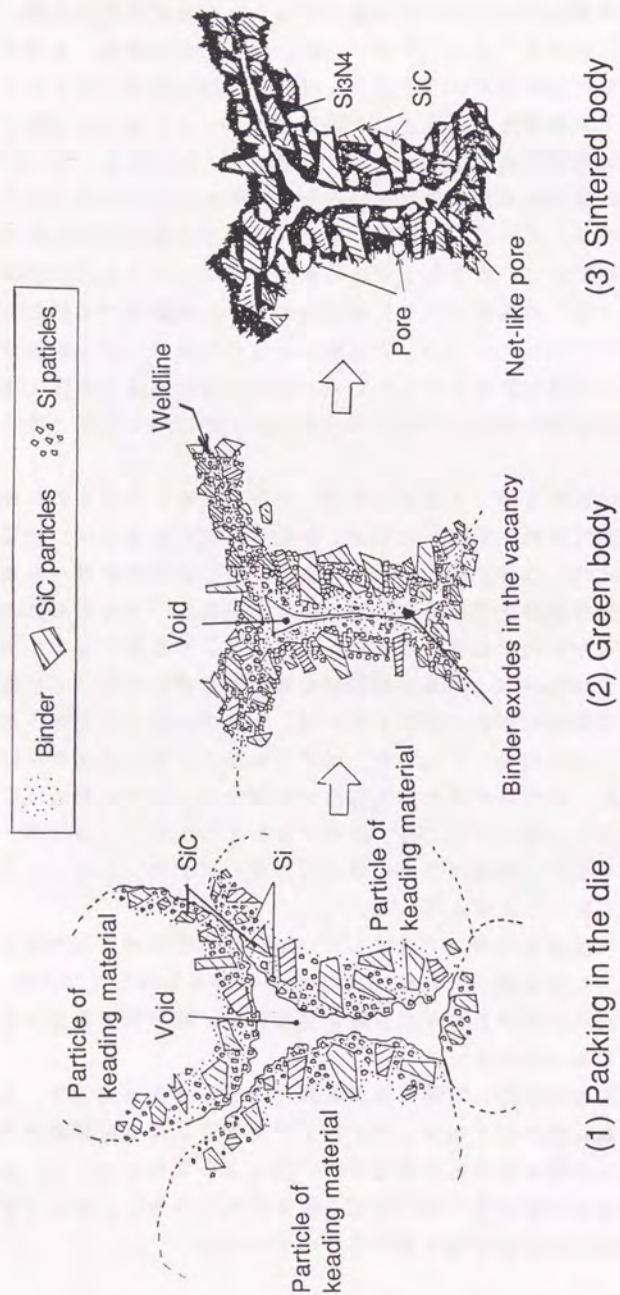 Binder
SiC particles
Si paticles
Particle of
keading material
Void
SiC
Si
Particle of
keading material
Particle of
keading material
(1) Packing in the die
Void
Weldline
Binder exudes in the vacancy
(2) Green body
Si3N4
SiC
Pore
Net-like pore
(3) Sintered body